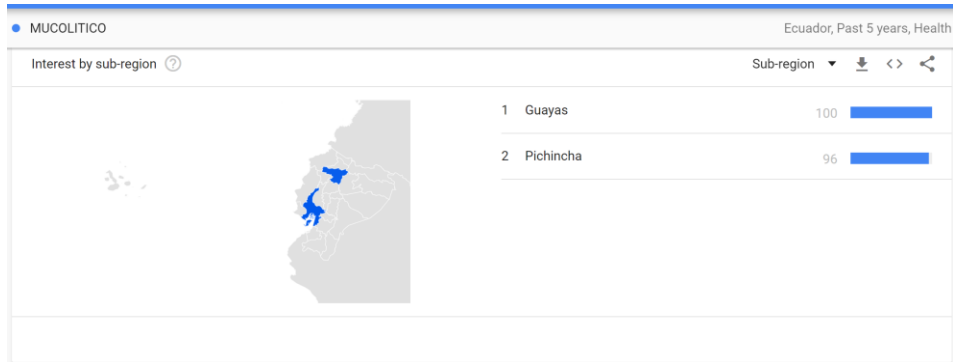 MUCOLITICO Ecuador, Past 5 years, Health
Interest by sub-region ? Sub-region
1 Guayas 100
2 Pichincha 96